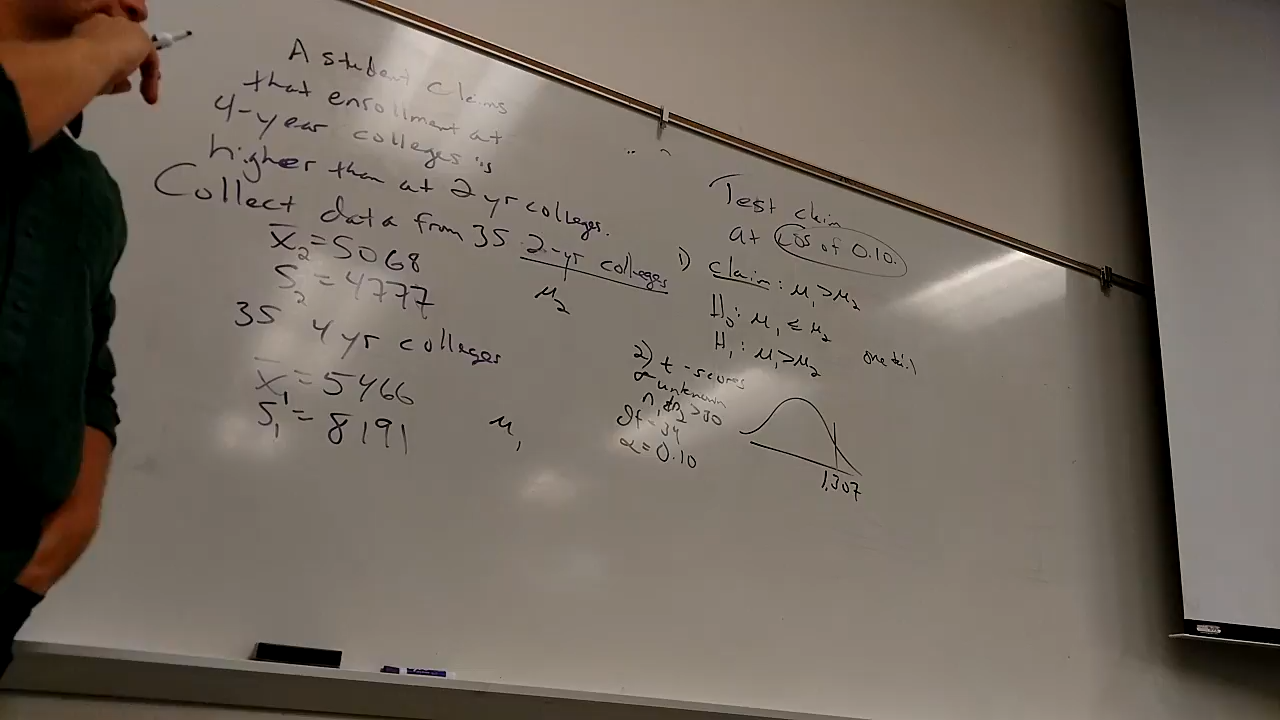 A student claims
that enrollment at
4-year colleges is
higher than at 2 yr colleges.
Collect data from 35 2-yr colleges
x̄₂ = 5068
S₂ = 4777
μ₂
35 4 yr colleges
x̄₁ = 5466
S₁ = 8191
μ₁
Test claim
at LOS of 0.10.
1) claim: μ₁ > μ₂
H₀: μ₁ ≤ μ₂
H₁: μ₁ > μ₂ one tail
2) t-scores
σ unknown
n₁ & n₂ > 30
df = 34
α = 0.10
1.307